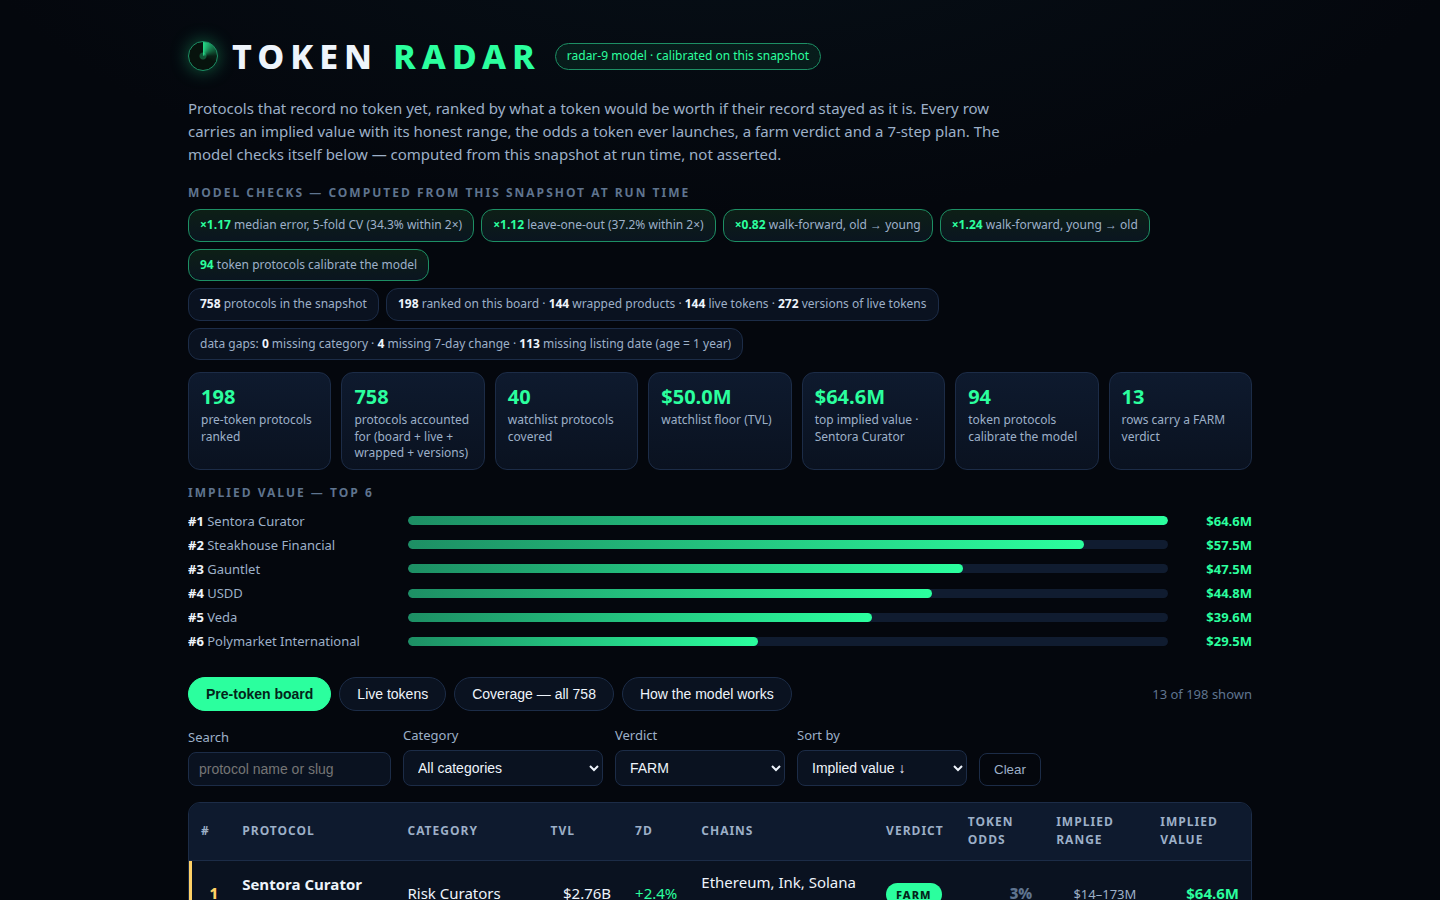 TOKEN RADAR radar-9 model · calibrated on this snapshot
Protocols that record no token yet, ranked by what a token would be worth if their record stayed as it is. Every row
carries an implied value with its honest range, the odds a token ever launches, a farm verdict and a 7-step plan. The
model checks itself below — computed from this snapshot at run time, not asserted.
MODEL CHECKS — COMPUTED FROM THIS SNAPSHOT AT RUN TIME
×1.17 median error, 5-fold CV (34.3% within 2×) ×1.12 leave-one-out (37.2% within 2×) ×0.82 walk-forward, old → young ×1.24 walk-forward, young → old
94 token protocols calibrate the model
758 protocols in the snapshot 198 ranked on this board · 144 wrapped products · 144 live tokens · 272 versions of live tokens
data gaps: 0 missing category · 4 missing 7-day change · 113 missing listing date (age = 1 year)
198 758 40 $50.0M $64.6M 94 13
pre-token protocols protocols accounted watchlist protocols watchlist floor (TVL) top implied value · token protocols rows carry a FARM
ranked for (board + live + covered Sentora Curator calibrate the model verdict
wrapped + versions)
IMPLIED VALUE — TOP 6
#1 Sentora Curator $64.6M
#2 Steakhouse Financial $57.5M
#3 Gauntlet $47.5M
#4 USDD $44.8M
#5 Veda $39.6M
#6 Polymarket International $29.5M
Pre-token board Live tokens Coverage — all 758 How the model works 13 of 198 shown
Search Category Verdict Sort by
protocol name or slug All categories FARM Implied value ↓ Clear
# PROTOCOL CATEGORY TVL 7D CHAINS VERDICT TOKEN ODDS IMPLIED RANGE IMPLIED VALUE
1 Sentora Curator Risk Curators $2.76B +2.4% Ethereum, Ink, Solana FARM 3% $14–173M $64.6M